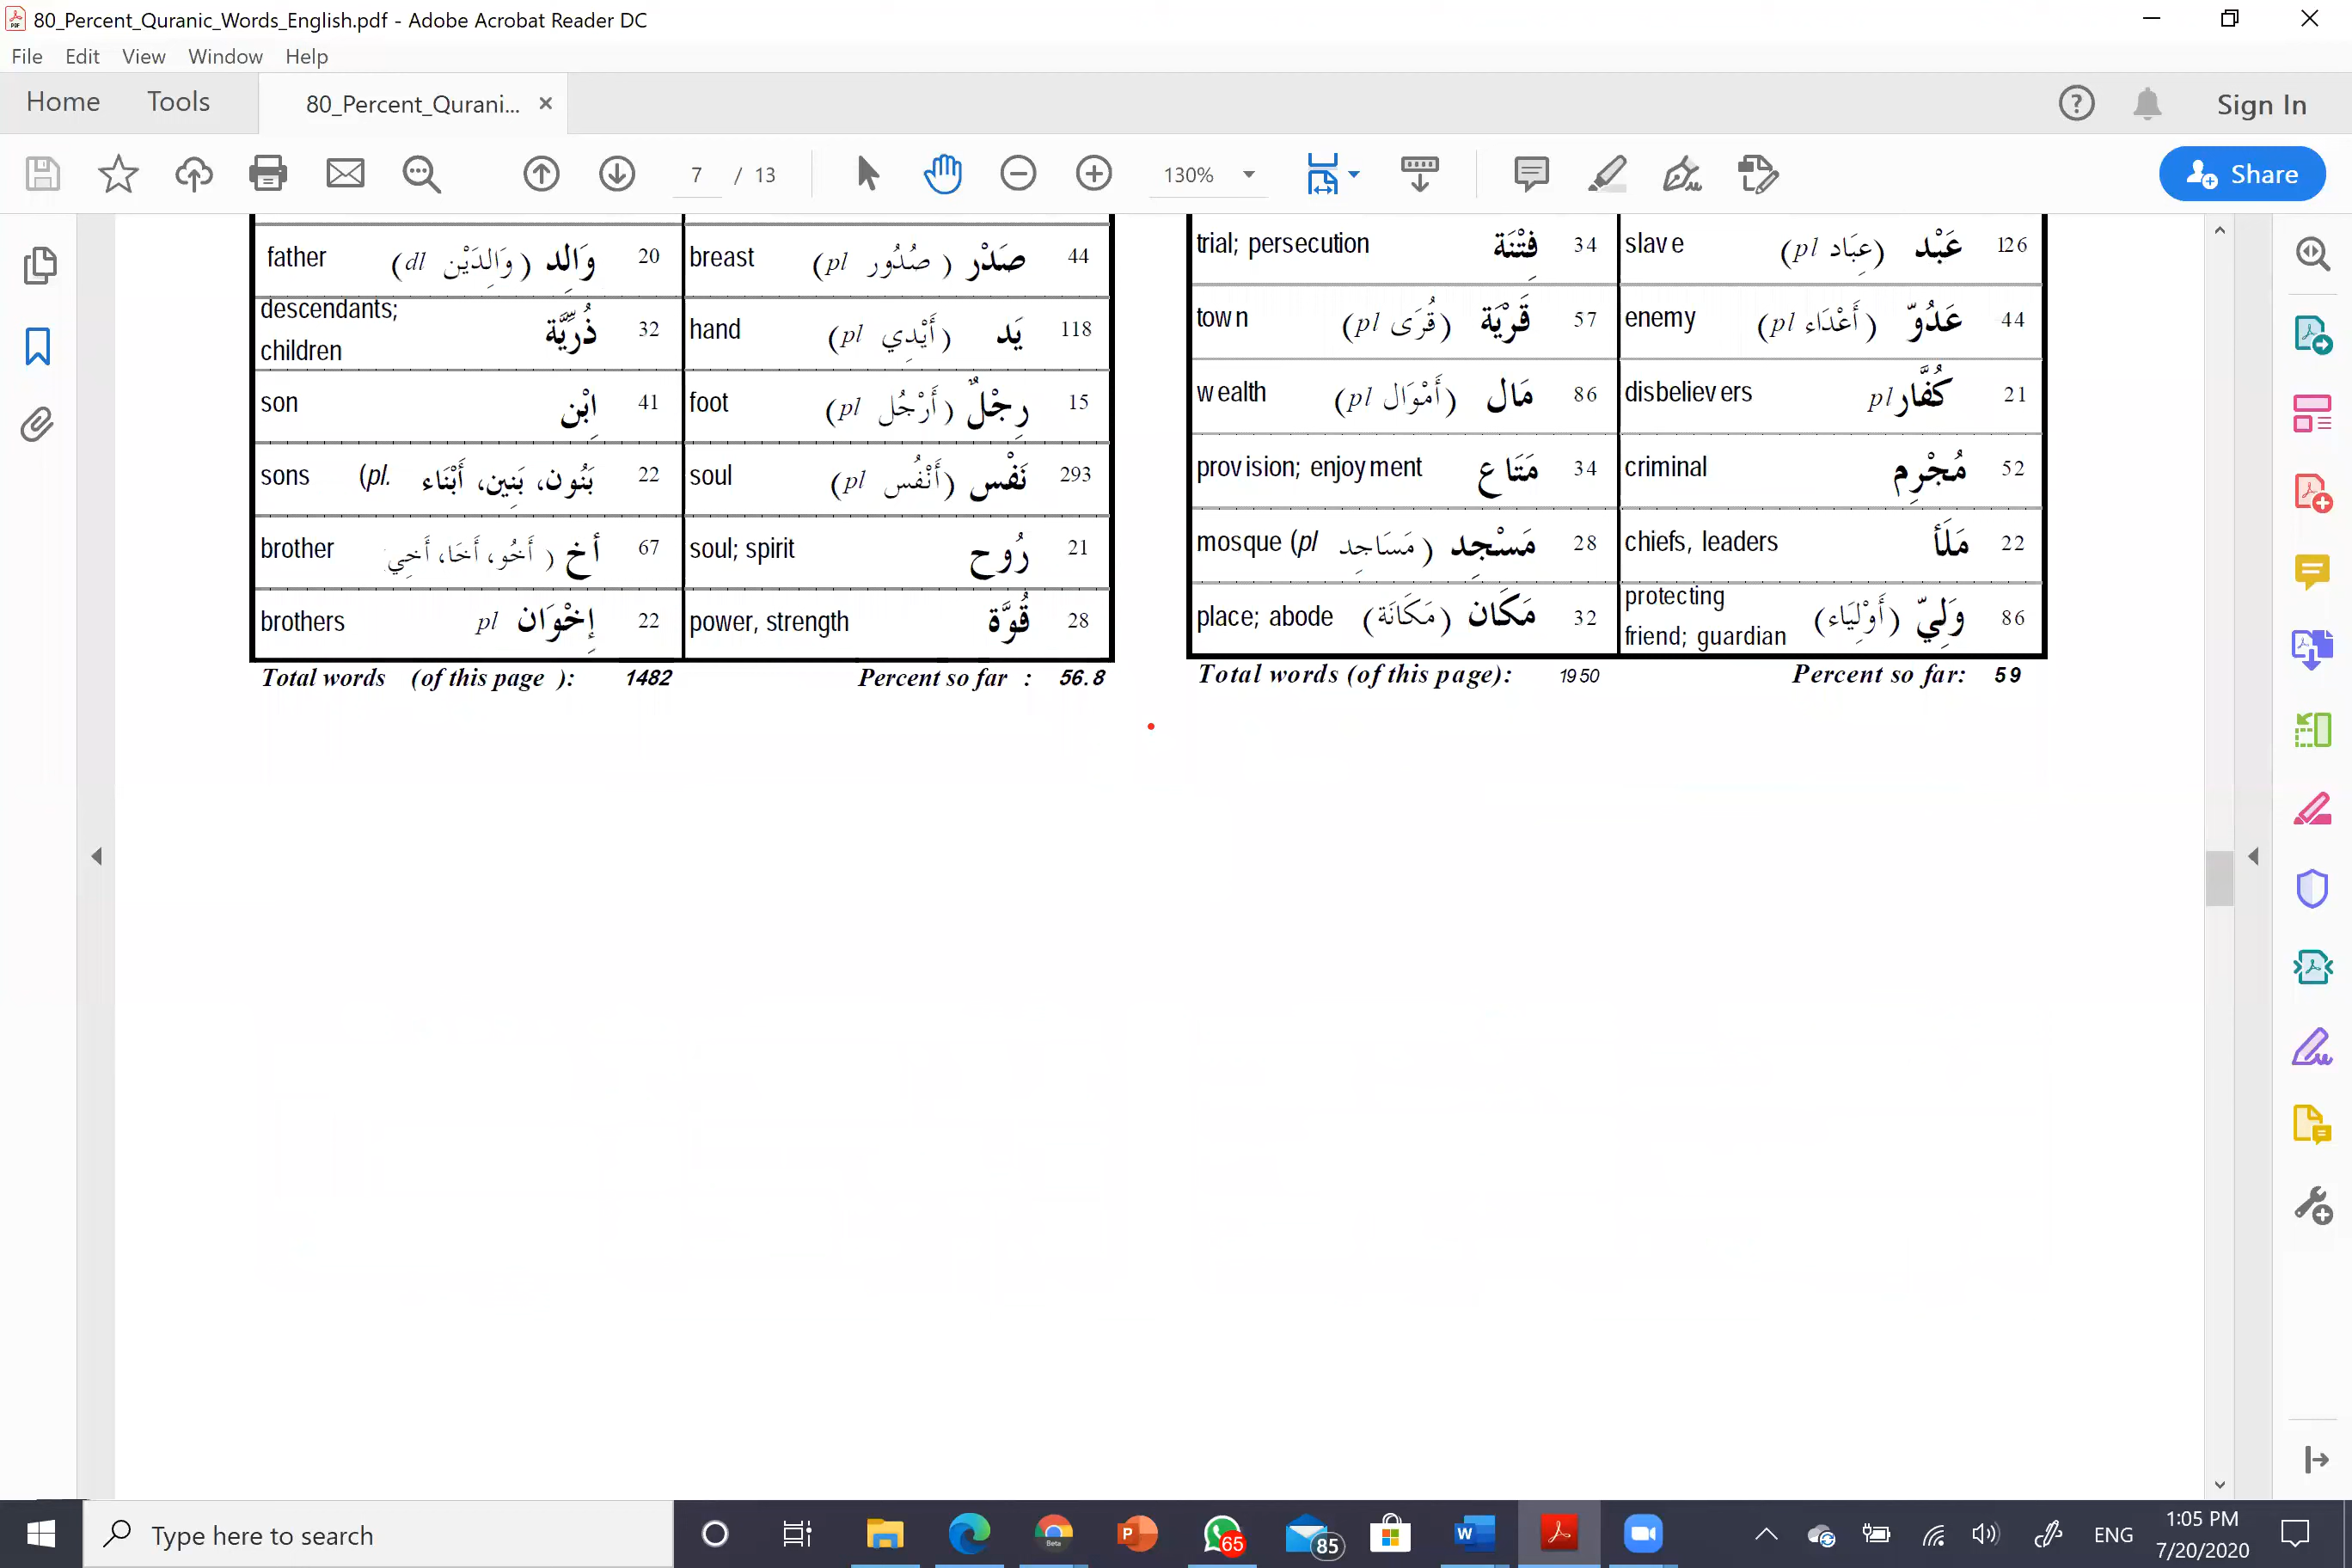 80_Percent_Quranic_Words_English.pdf - Adobe Acrobat Reader DC
File Edit View Window Help
Home Tools 80_Percent_Qurani... × Sign In
7 / 13 130% Share
father (وَالِدَيْن dl) وَالِد 20 breast (صُدُور pl) صَدْر 44
descendants; children ذُرِّيَّة 32 hand (أَيْدِي pl) يَد 118
son ابْن 41 foot (أَرْجُل pl) رِجْلٌ 15
sons (pl. بَنُون، بَنِين، أَبْنَاء 22 soul (أَنْفُس pl) نَفْس 293
brother (أَخُو، أَخَا، أَخِي أخ 67 soul; spirit رُوح 21
brothers pl إِخْوَان 22 power, strength قُوَّة 28
Total words (of this page ): 1482 Percent so far : 56.8
trial; persecution فِتْنَة 34 slave (عِبَاد pl) عَبْد 126
town (قُرَى pl) قَرْيَة 57 enemy (أَعْدَاء pl) عَدُوّ 44
wealth (أَمْوَال pl) مَال 86 disbelievers pl كُفَّار 21
provision; enjoyment مَتَاع 34 criminal مُجْرِم 52
mosque (pl مَسَاجِد) مَسْجِد 28 chiefs, leaders مَلَأ 22
place; abode (مَكَانَة) مَكَان 32 protecting friend; guardian (أَوْلِيَاء) وَلِيّ 86
Total words (of this page): 1950 Percent so far: 59
Type here to search 65 85 ENG 1:05 PM
7/20/2020